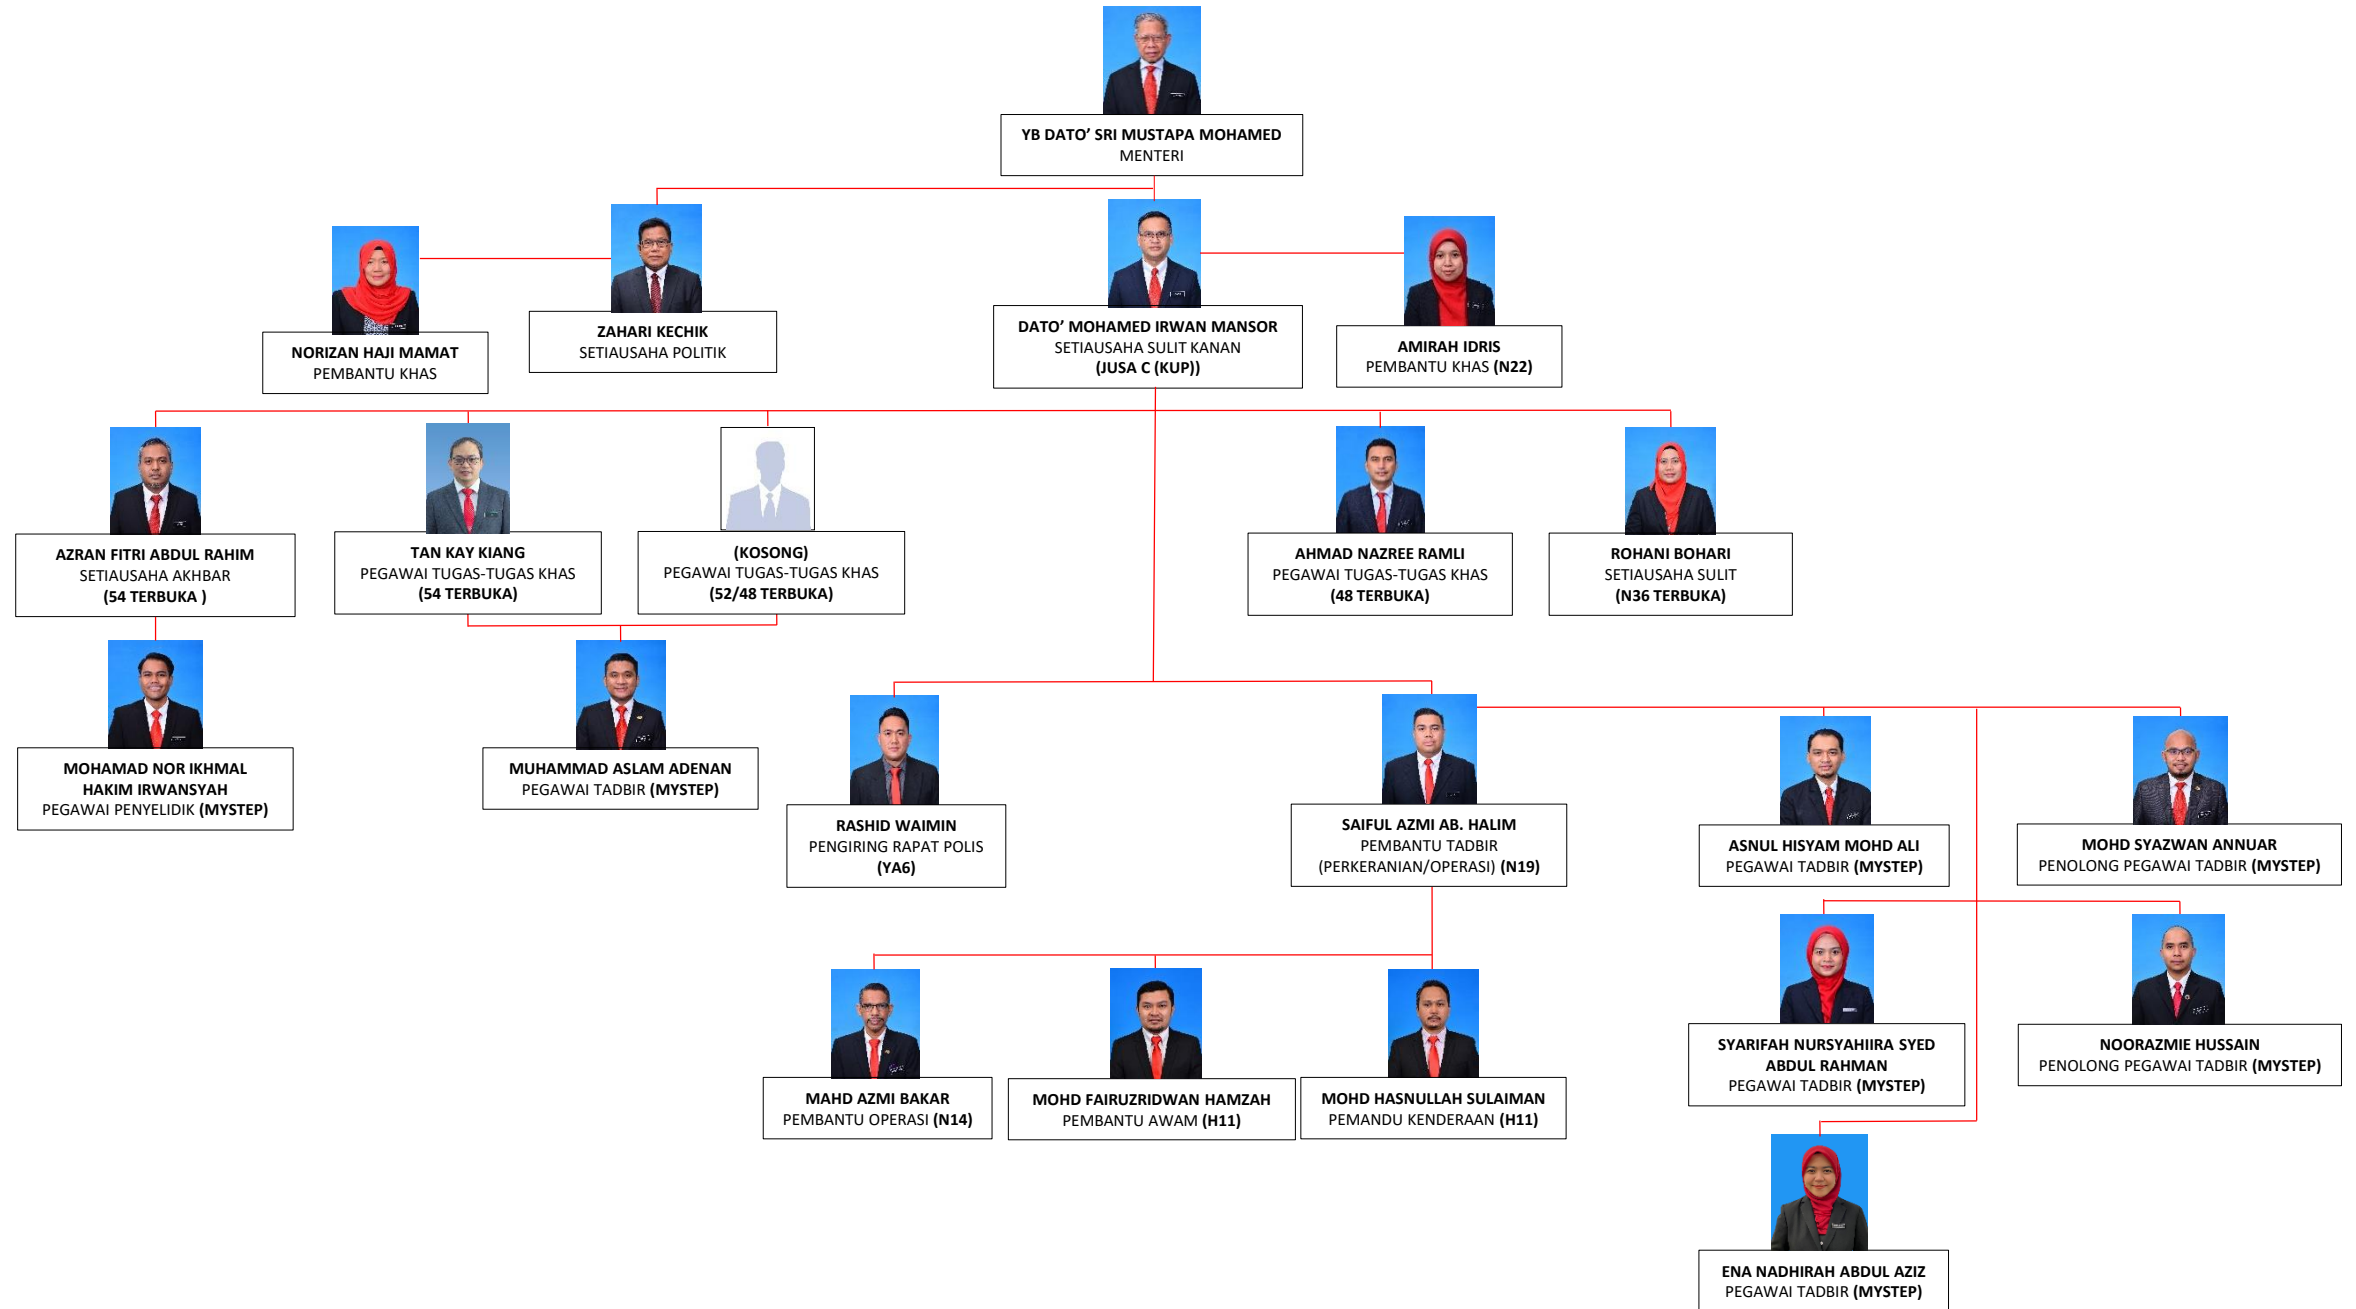 YB DATO’ SRI MUSTAPA MOHAMED
MENTERI
NORIZAN HAJI MAMAT
PEMBANTU KHAS
ZAHARI KECHIK
SETIAUSAHA POLITIK
DATO’ MOHAMED IRWAN MANSOR
SETIAUSAHA SULIT KANAN
(JUSA C (KUP))
AMIRAH IDRIS
PEMBANTU KHAS (N22)
AZRAN FITRI ABDUL RAHIM
SETIAUSAHA AKHBAR
(54 TERBUKA )
TAN KAY KIANG
PEGAWAI TUGAS-TUGAS KHAS
(54 TERBUKA)
(KOSONG)
PEGAWAI TUGAS-TUGAS KHAS
(52/48 TERBUKA)
AHMAD NAZREE RAMLI
PEGAWAI TUGAS-TUGAS KHAS
(48 TERBUKA)
ROHANI BOHARI
SETIAUSAHA SULIT
(N36 TERBUKA)
MOHAMAD NOR IKHMAL
HAKIM IRWANSYAH
PEGAWAI PENYELIDIK (MYSTEP)
MUHAMMAD ASLAM ADENAN
PEGAWAI TADBIR (MYSTEP)
RASHID WAIMIN
PENGIRING RAPAT POLIS
(YA6)
SAIFUL AZMI AB. HALIM
PEMBANTU TADBIR
(PERKERANIAN/OPERASI) (N19)
ASNUL HISYAM MOHD ALI
PEGAWAI TADBIR (MYSTEP)
MOHD SYAZWAN ANNUAR
PENOLONG PEGAWAI TADBIR (MYSTEP)
SYARIFAH NURSYAHIIRA SYED
ABDUL RAHMAN
PEGAWAI TADBIR (MYSTEP)
NOORAZMIE HUSSAIN
PENOLONG PEGAWAI TADBIR (MYSTEP)
MAHD AZMI BAKAR
PEMBANTU OPERASI (N14)
MOHD FAIRUZRIDWAN HAMZAH
PEMBANTU AWAM (H11)
MOHD HASNULLAH SULAIMAN
PEMANDU KENDERAAN (H11)
ENA NADHIRAH ABDUL AZIZ
PEGAWAI TADBIR (MYSTEP)